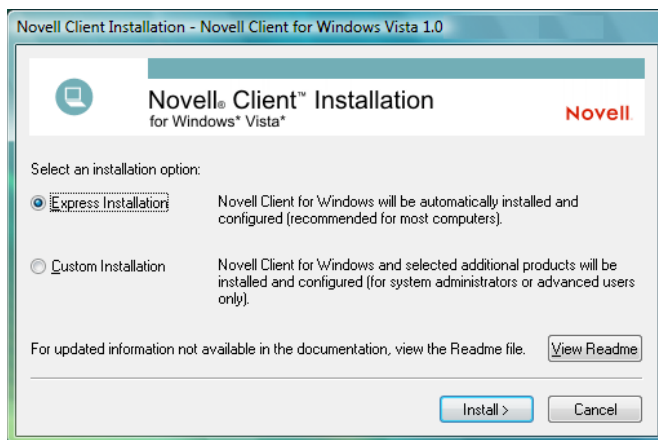 Novell Client Installation - Novell Client for Windows Vista 1.0
Novell® Client™ Installation
for Windows* Vista*
Novell
Select an installation option:
Express Installation
Novell Client for Windows will be automatically installed and
configured (recommended for most computers).
Custom Installation
Novell Client for Windows and selected additional products will be
installed and configured (for system administrators or advanced users
only).
For updated information not available in the documentation, view the Readme file.
View Readme
Install >
Cancel